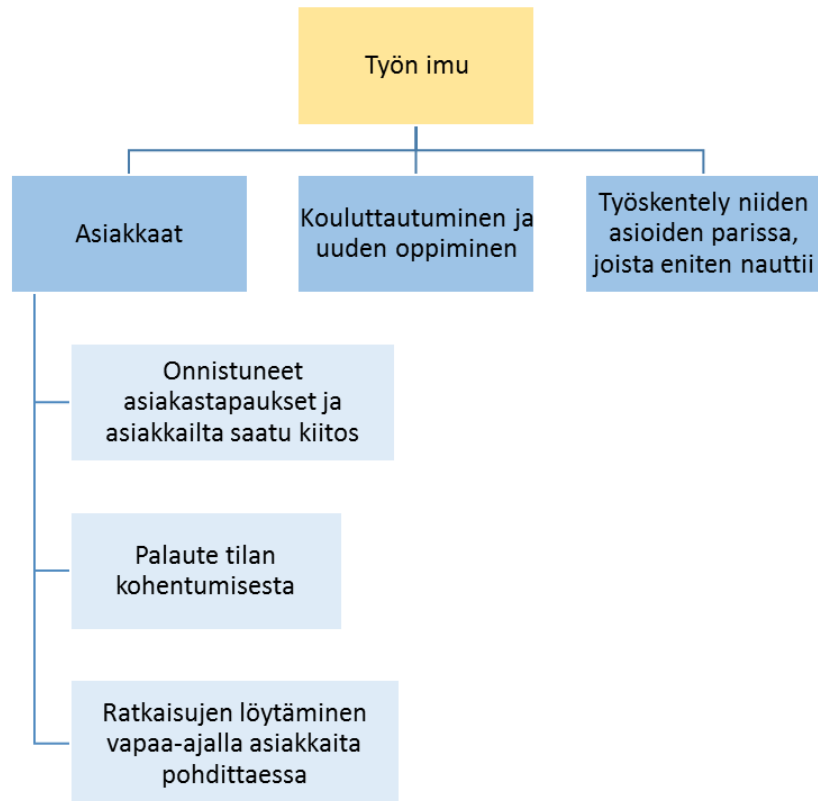 Työn imu
Asiakkaat
Kouluttautuminen ja
uuden oppiminen
Työskentely niiden
asioiden parissa,
joista eniten nauttii
Onnistuneet
asiakastapaukset ja
asiakkailta saatu kiitos
Palaute tilan
kohentumisesta
Ratkaisujen löytäminen
vapaa-ajalla asiakkaita
pohdittaessa